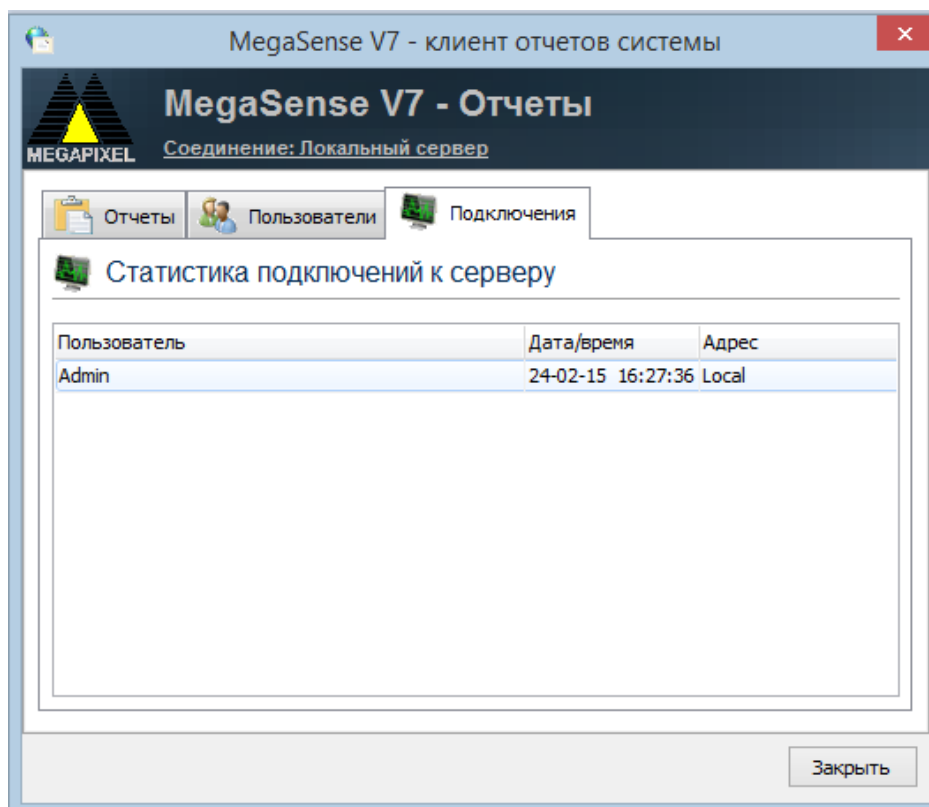 MegaSense V7 - клиент отчетов системы
MegaSense V7 - Отчеты
MEGAPIXEL
Соединение: Локальный сервер
Отчеты Пользователи Подключения
Статистика подключений к серверу
Пользователь Дата/время Адрес
Admin 24-02-15 16:27:36 Local
Закрыть